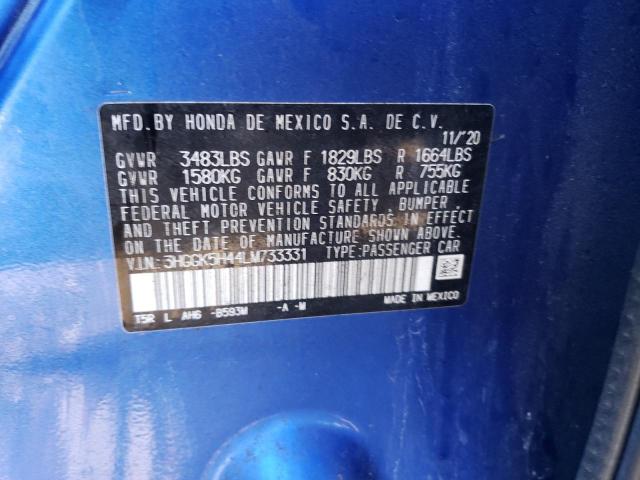 MFD.BY HONDA DE MEXICO S.A. DE C.V.
11/'20
GVWR 3483LBS GAWR F 1829LBS R 1664LBS
GVWR 1580KG GAWR F 830KG R 755KG
THIS VEHICLE CONFORMS TO ALL APPLICABLE
FEDERAL MOTOR VEHICLE SAFETY, BUMPER,
AND THEFT PREVENTION STANDARDS IN EFFECT
ON THE DATE OF MANUFACTURE SHOWN ABOVE.
V.I.N: 3HGGK5H44LM733331 TYPE:PASSENGER CAR
T5R L AH6 -B593M -A -M MADE IN MEXICO